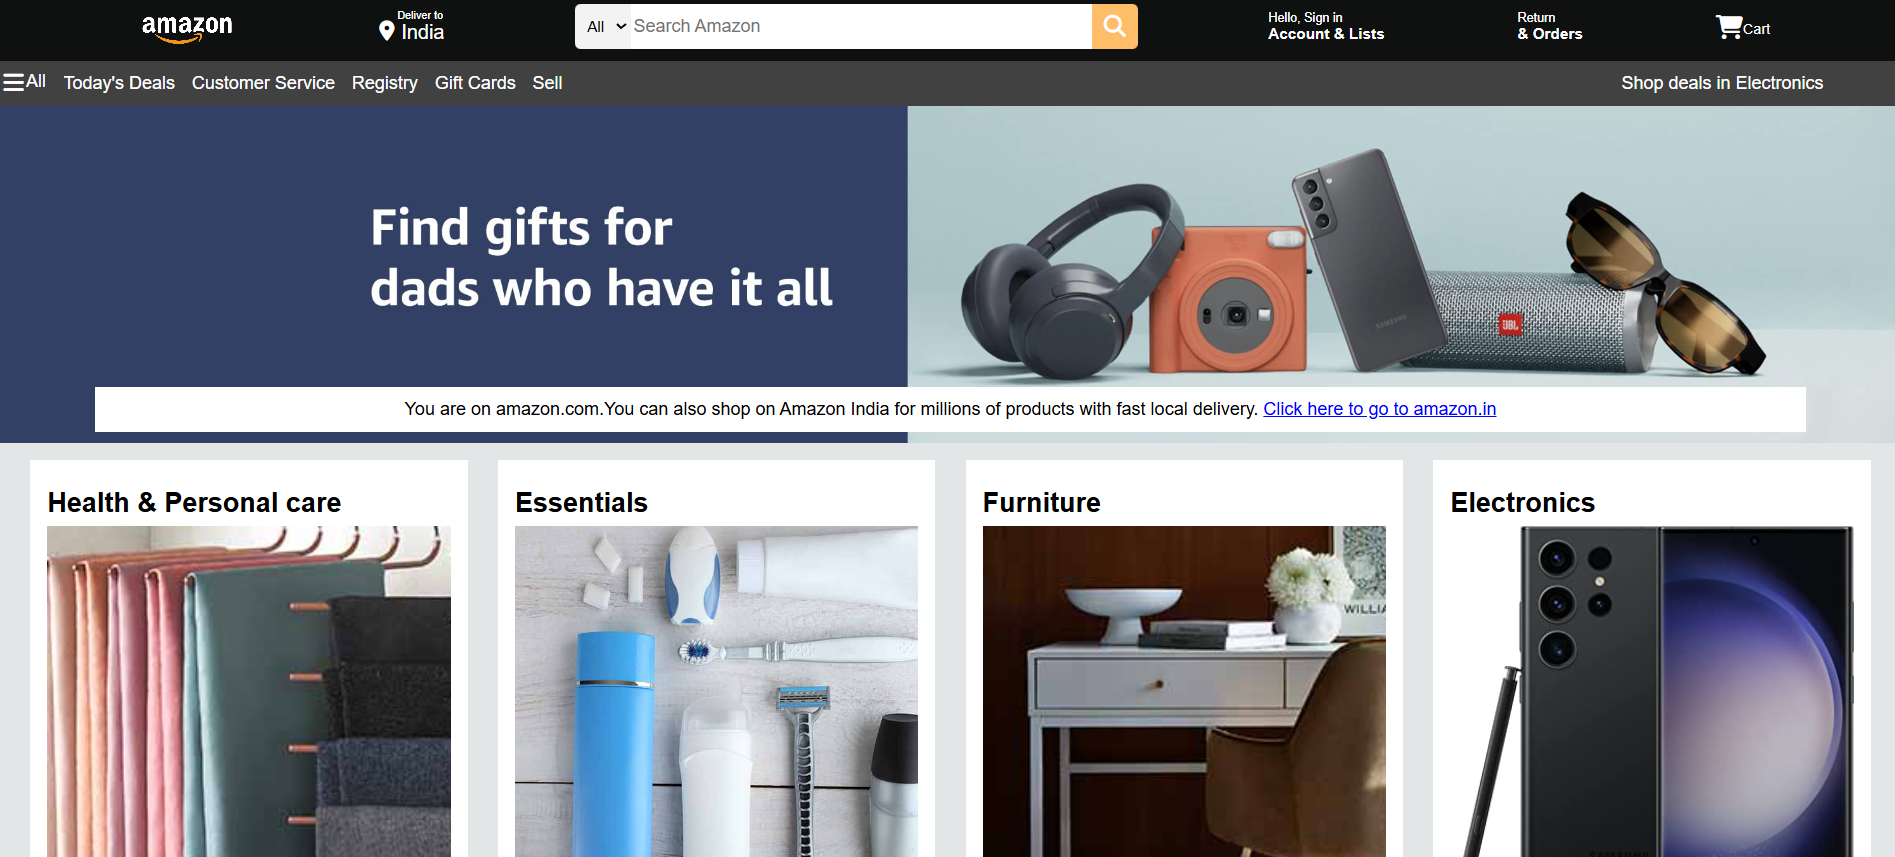 amazon
Deliver to
India
All
Search Amazon
Hello, Sign in
Account & Lists
Return
& Orders
Cart
All
Today's Deals
Customer Service
Registry
Gift Cards
Sell
Shop deals in Electronics
Find gifts for
dads who have it all
SAMSUNG
JBL
You are on amazon.com.You can also shop on Amazon India for millions of products with fast local delivery. Click here to go to amazon.in
Health & Personal care
Essentials
Furniture
Electronics
WILLIA